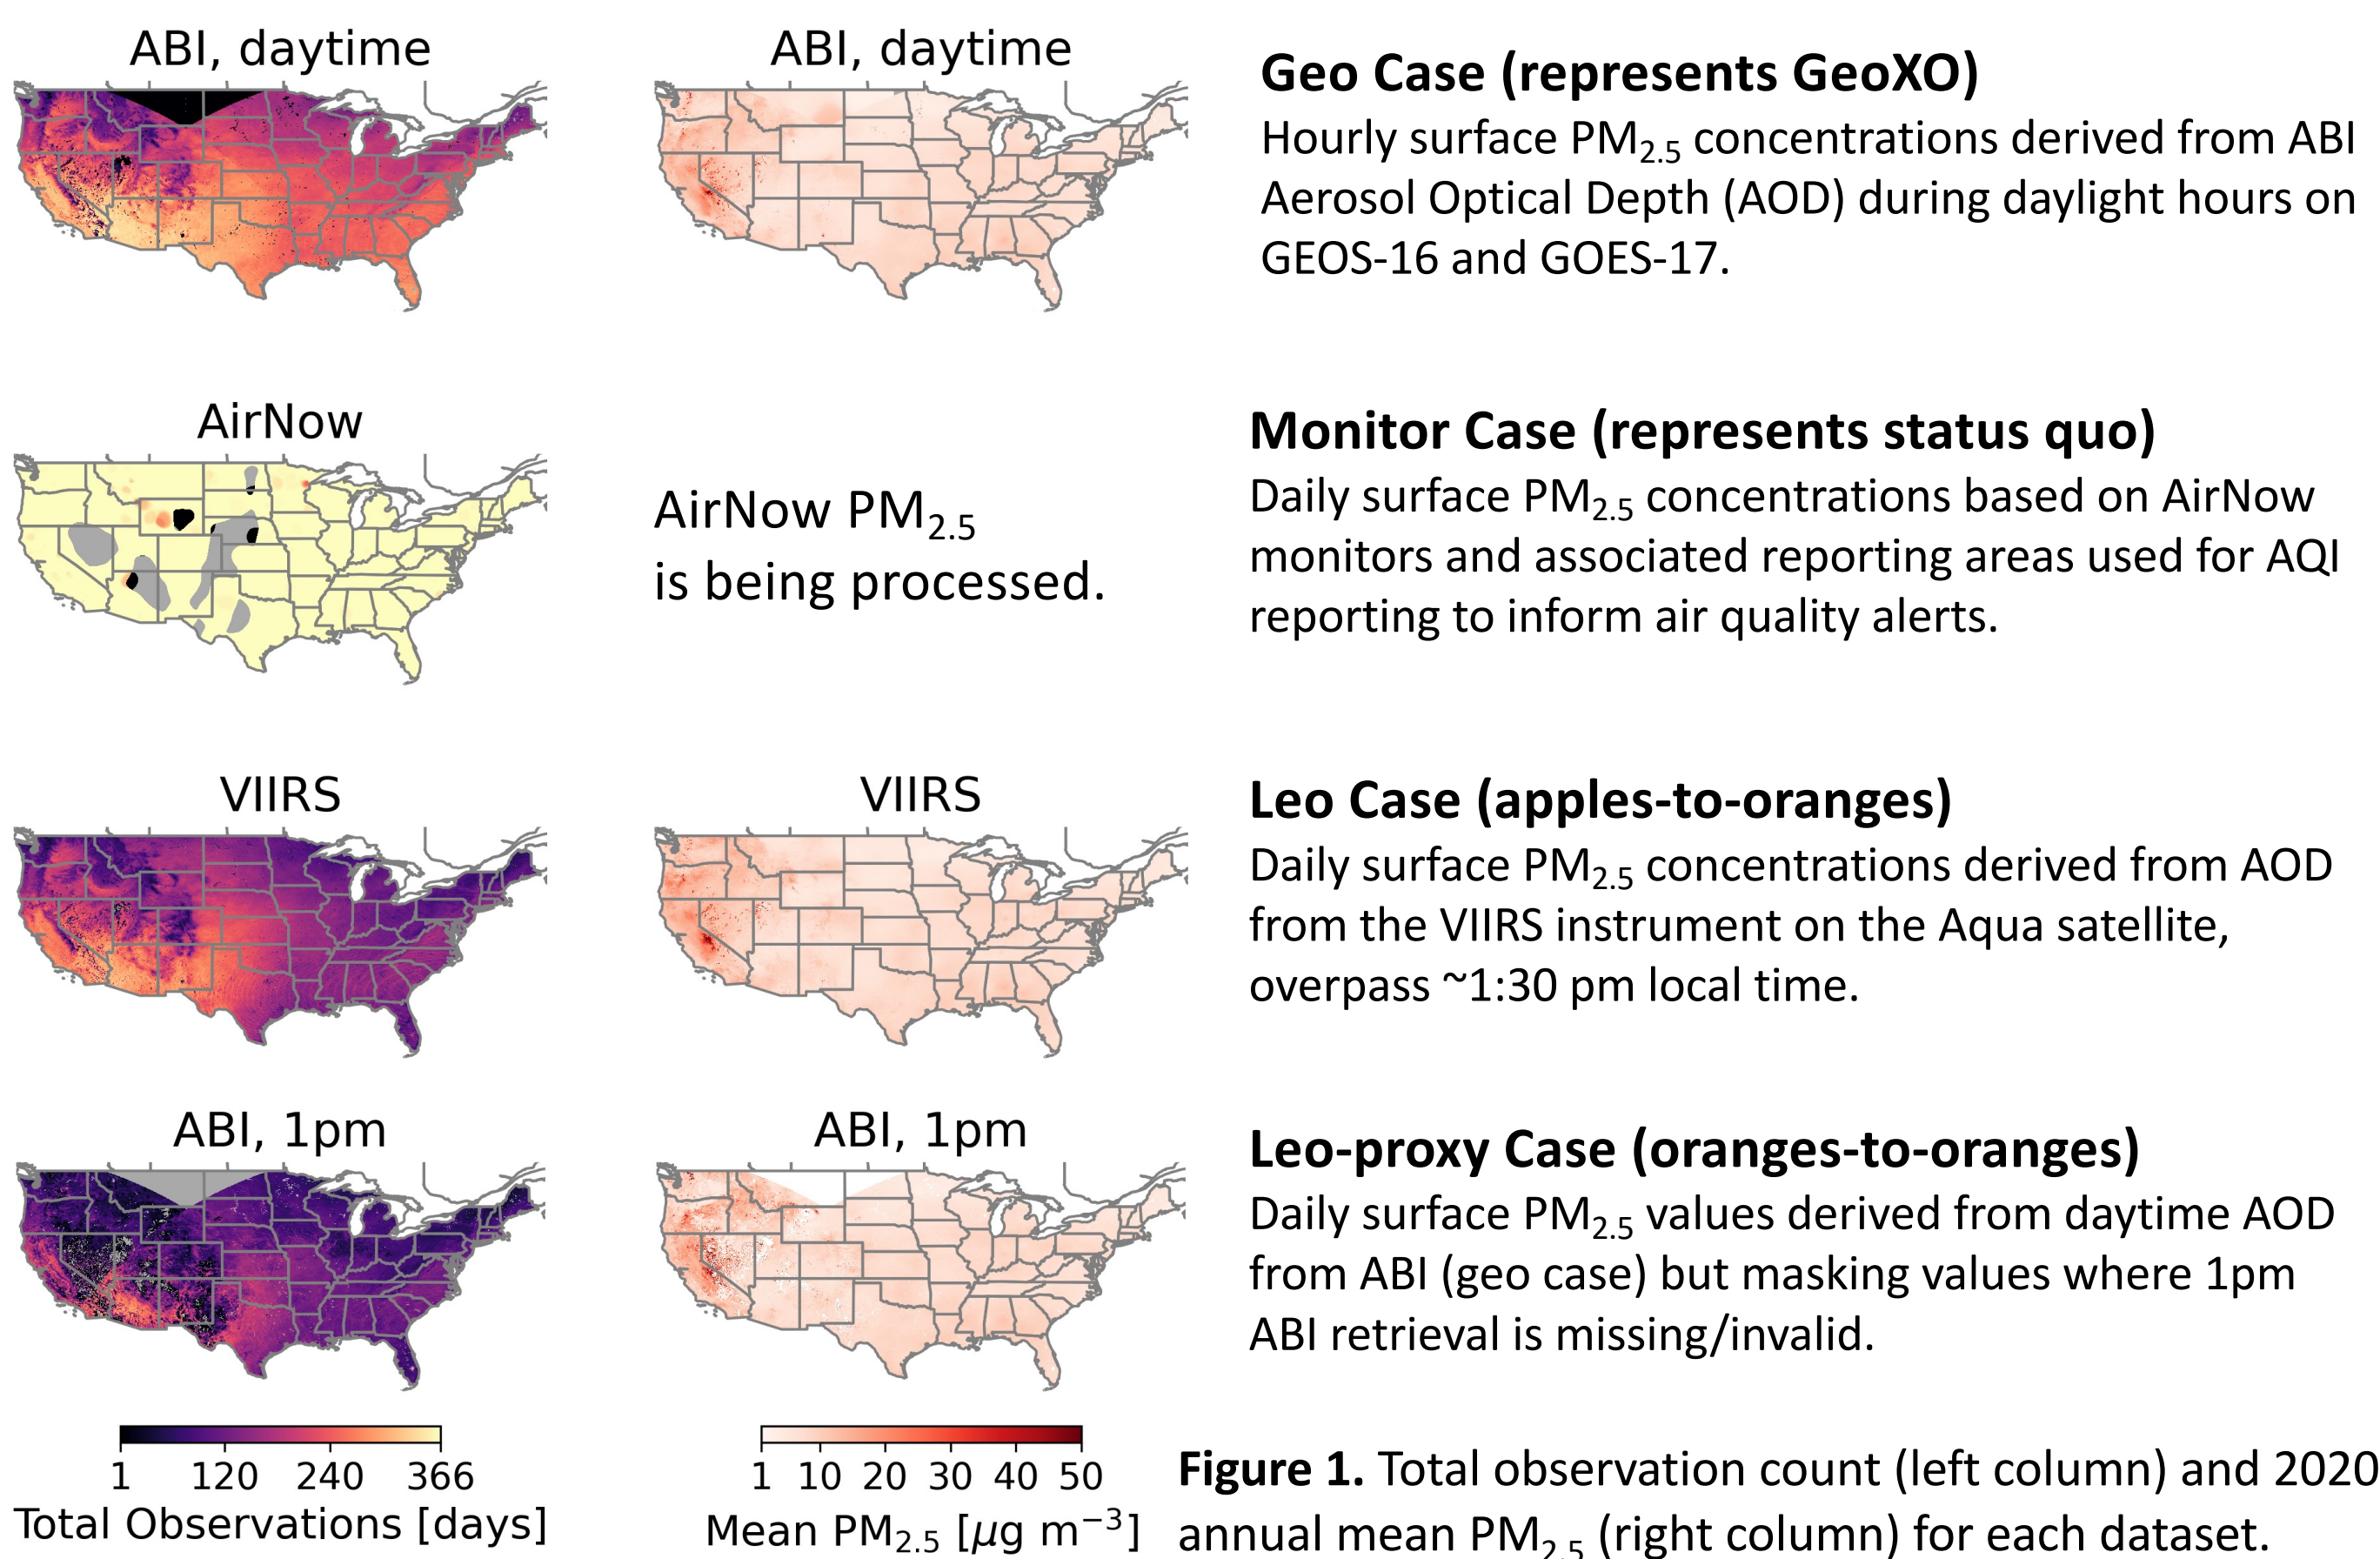 ABI, daytime
ABI, daytime
Geo Case (represents GeoXO)
Hourly surface PM2.5 concentrations derived from ABI
Aerosol Optical Depth (AOD) during daylight hours on
GEOS-16 and GOES-17.
AirNow
AirNow PM2.5
is being processed.
Monitor Case (represents status quo)
Daily surface PM2.5 concentrations based on AirNow
monitors and associated reporting areas used for AQI
reporting to inform air quality alerts.
VIIRS
VIIRS
Leo Case (apples-to-oranges)
Daily surface PM2.5 concentrations derived from AOD
from the VIIRS instrument on the Aqua satellite,
overpass ~1:30 pm local time.
ABI, 1pm
ABI, 1pm
Leo-proxy Case (oranges-to-oranges)
Daily surface PM2.5 values derived from daytime AOD
from ABI (geo case) but masking values where 1pm
ABI retrieval is missing/invalid.
1 120 240 366
Total Observations [days]
1 10 20 30 40 50
Mean PM2.5 [μg m−3]
Figure 1. Total observation count (left column) and 2020
annual mean PM2.5 (right column) for each dataset.